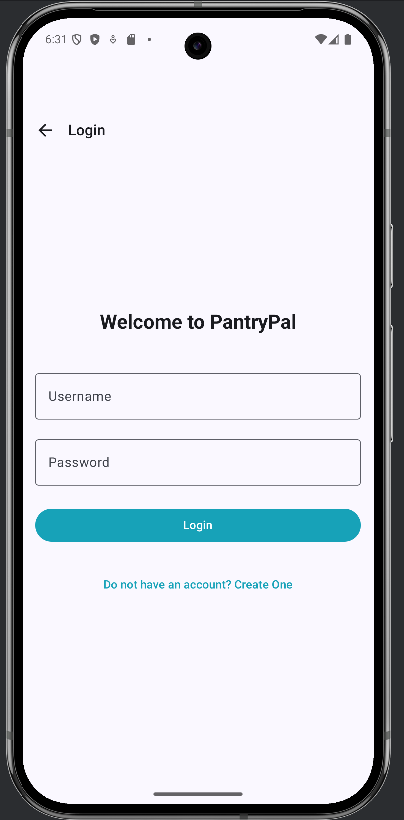 6:31
Login
Welcome to PantryPal
Username
Password
Login
Do not have an account? Create One